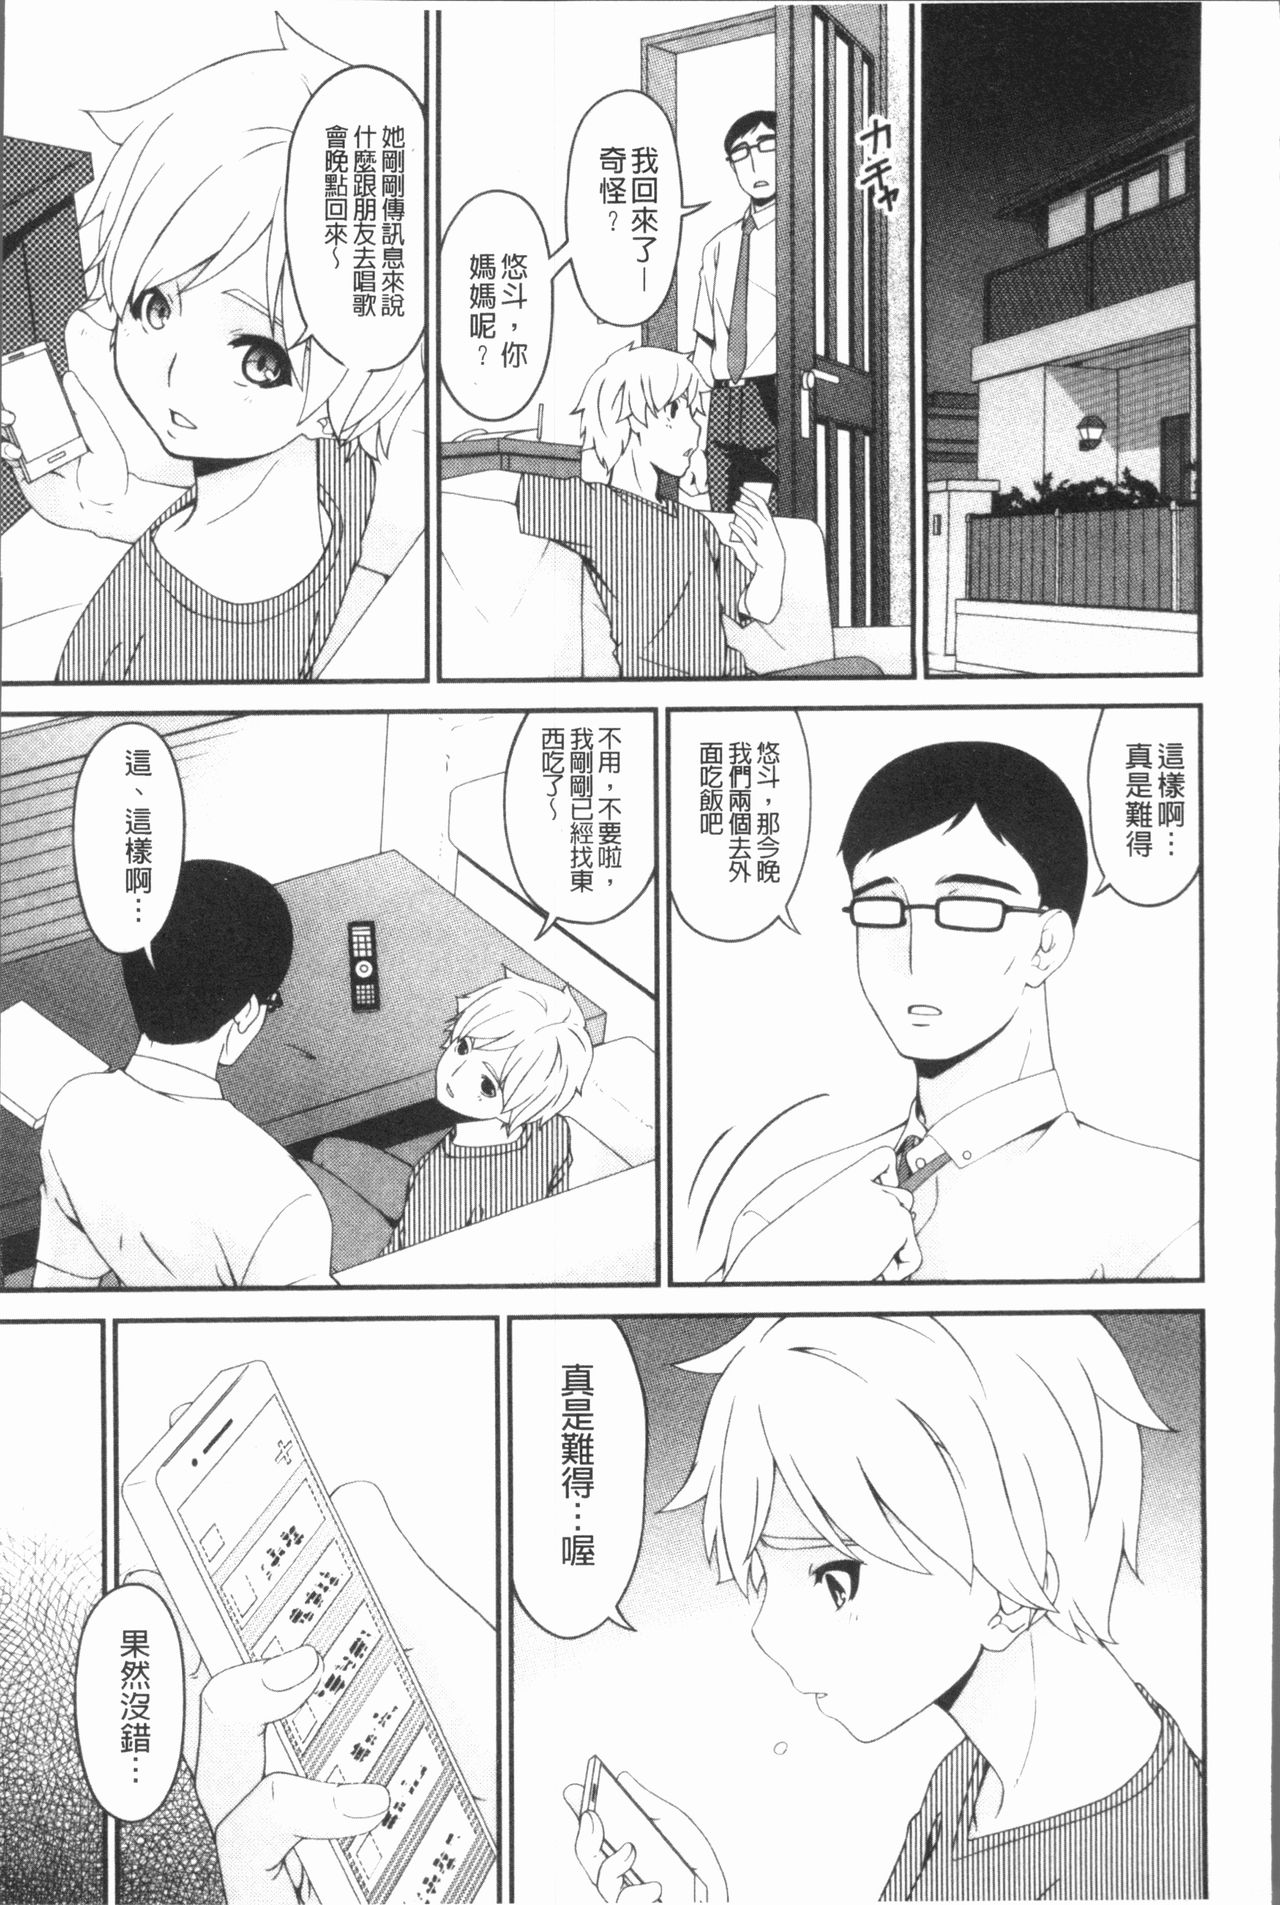 カチャ
我回來了—
奇怪？
悠斗，你
媽媽呢？
她剛剛傳訊息來說
什麼跟朋友去唱歌
會晚點回來～
這樣啊…
真是難得
悠斗，那今晚
我們兩個去外
面吃飯吧
不用，不要啦，
我剛剛已經找東
西吃了～
這、這樣啊…
真是難得…喔
果然沒錯…